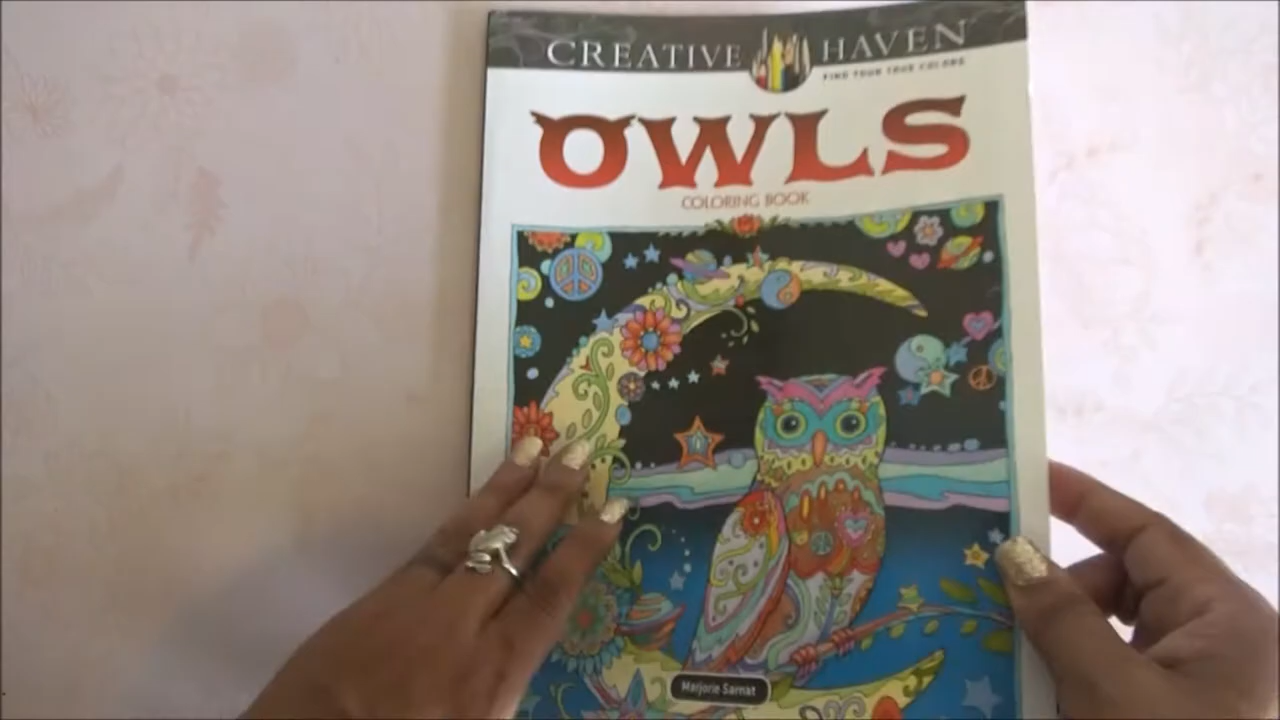 CREATIVE HAVEN
FIND YOUR TRUE COLORS
OWLS
COLORING BOOK
Marjorie Sarnat